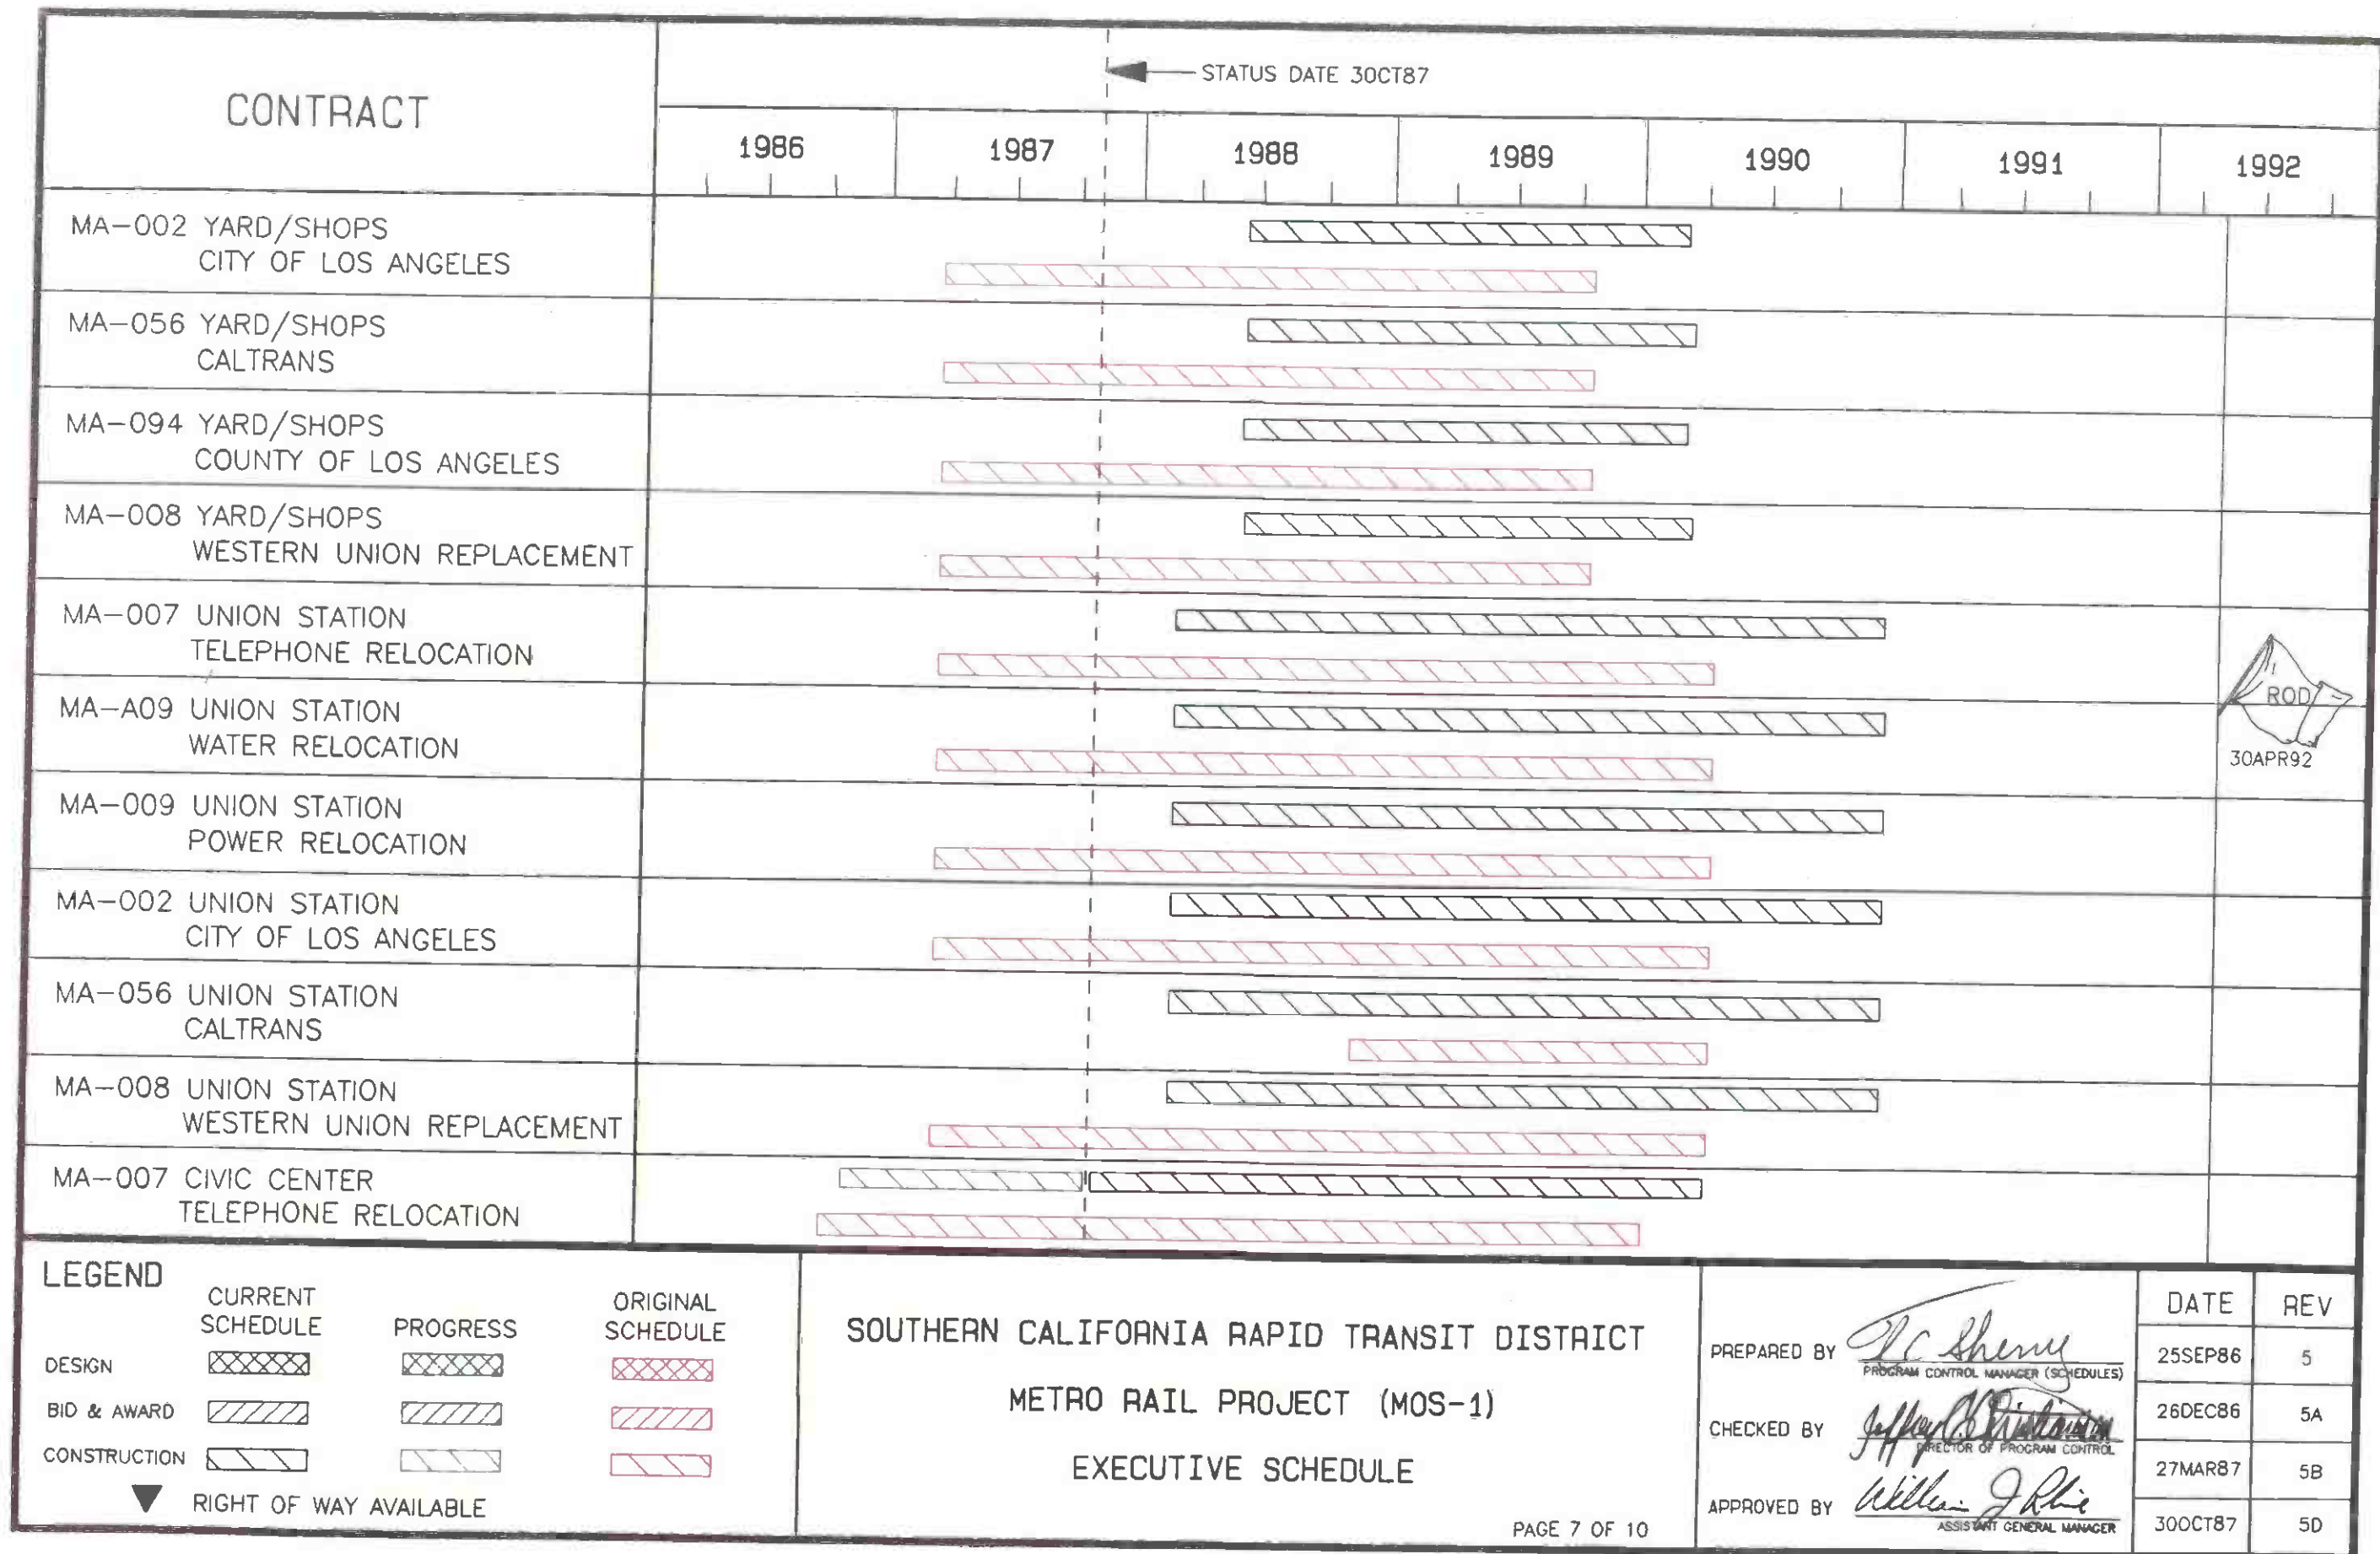 CONTRACT
STATUS DATE 30CT87
1986 1987 1988 1989 1990 1991 1992
MA-002 YARD/SHOPS
CITY OF LOS ANGELES
MA-056 YARD/SHOPS
CALTRANS
MA-094 YARD/SHOPS
COUNTY OF LOS ANGELES
MA-008 YARD/SHOPS
WESTERN UNION REPLACEMENT
MA-007 UNION STATION
TELEPHONE RELOCATION
MA-A09 UNION STATION
WATER RELOCATION
ROD
30APR92
MA-009 UNION STATION
POWER RELOCATION
MA-002 UNION STATION
CITY OF LOS ANGELES
MA-056 UNION STATION
CALTRANS
MA-008 UNION STATION
WESTERN UNION REPLACEMENT
MA-007 CIVIC CENTER
TELEPHONE RELOCATION
LEGEND
CURRENT SCHEDULE
PROGRESS
ORIGINAL SCHEDULE
DESIGN
BID & AWARD
CONSTRUCTION
RIGHT OF WAY AVAILABLE
SOUTHERN CALIFORNIA RAPID TRANSIT DISTRICT
METRO RAIL PROJECT (MOS-1)
EXECUTIVE SCHEDULE
PAGE 7 OF 10
PREPARED BY
PROGRAM CONTROL MANAGER (SCHEDULES)
CHECKED BY
DIRECTOR OF PROGRAM CONTROL
APPROVED BY
ASSISTANT GENERAL MANAGER
DATE REV
25SEP86 5
26DEC86 5A
27MAR87 5B
30OCT87 5D